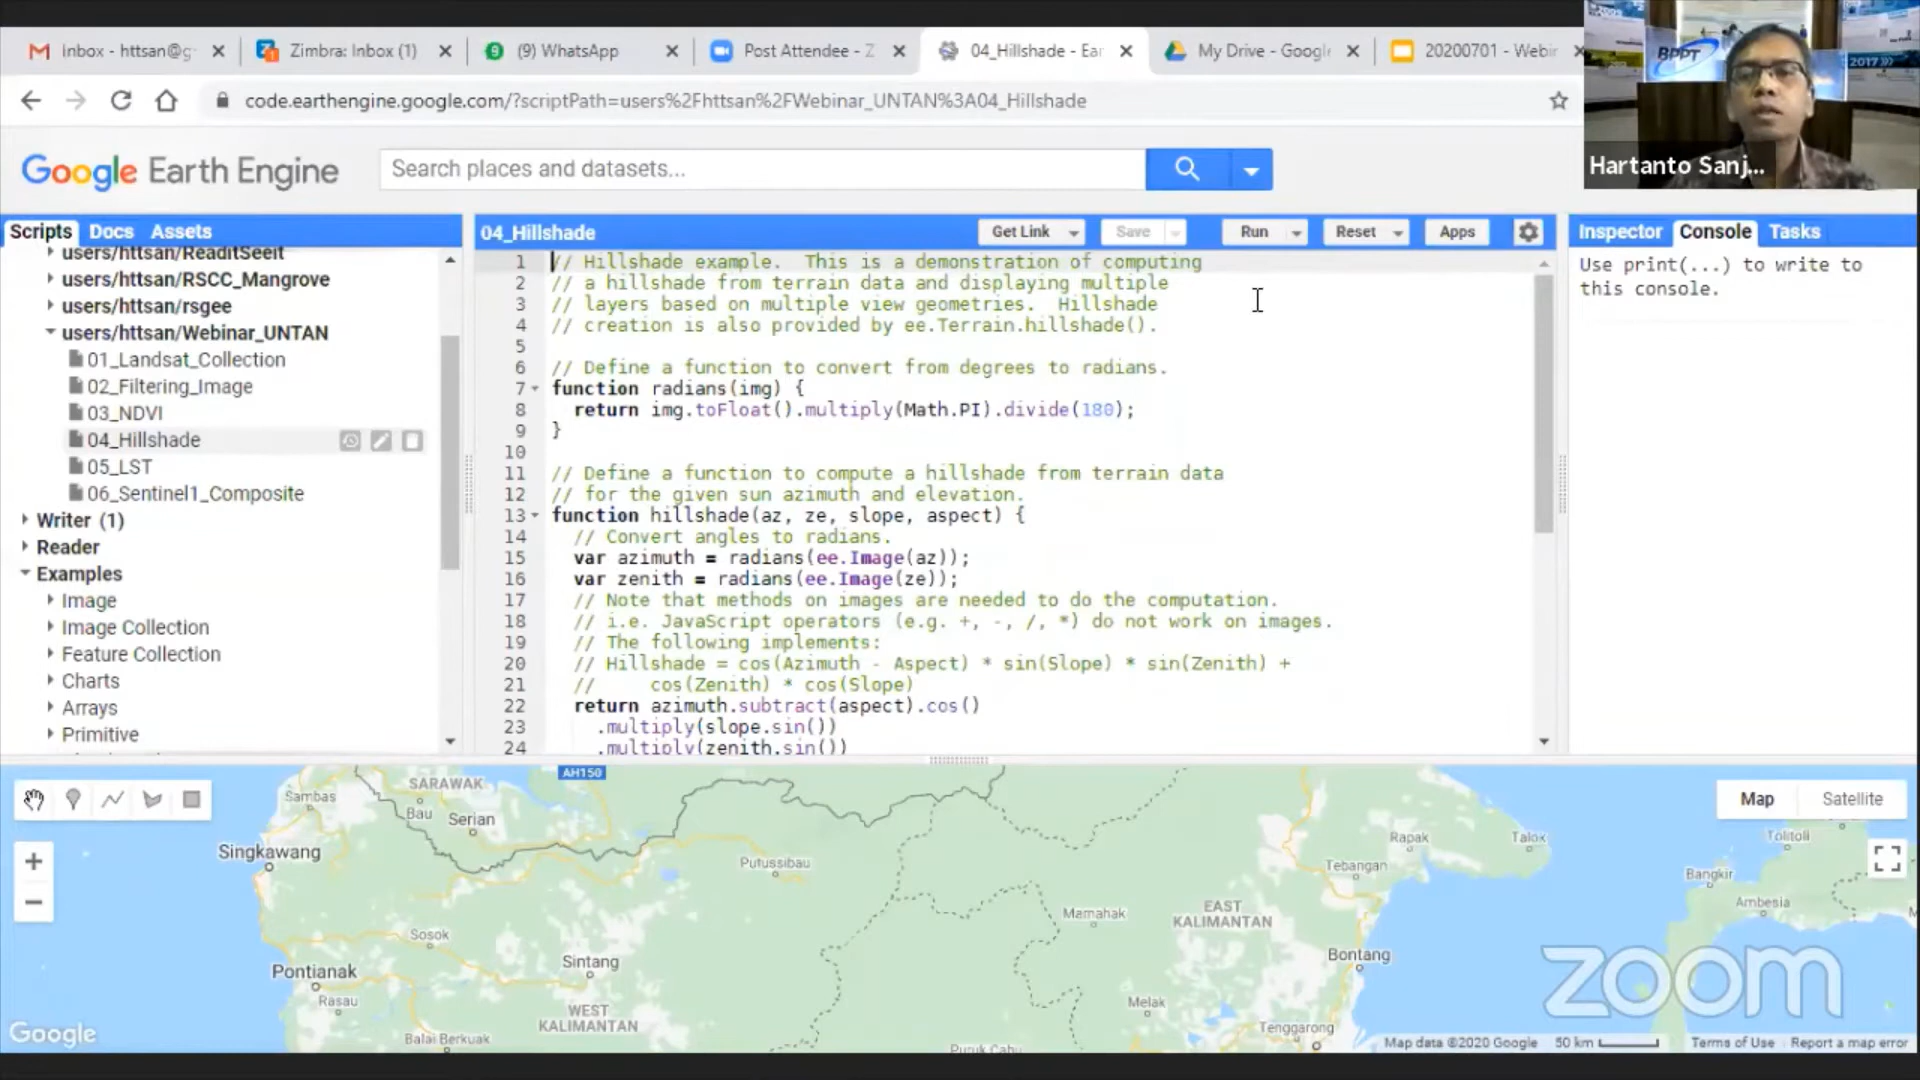 Inbox - httsan@g
Zimbra: Inbox (1)
(9) WhatsApp
Post Attendee - Z
04_Hillshade - Ear
My Drive - Google
20200701 - Webin
code.earthengine.google.com/?scriptPath=users%2Fhttsan%2FWebinar_UNTAN%3A04_Hillshade
BPPT
2017
Hartanto Sanj...
Google Earth Engine
Search places and datasets...
Scripts Docs Assets
users/httsan/ReaditSeeit
users/httsan/RSCC_Mangrove
users/httsan/rsgee
users/httsan/Webinar_UNTAN
01_Landsat_Collection
02_Filtering_Image
03_NDVI
04_Hillshade
05_LST
06_Sentinel1_Composite
Writer (1)
Reader
Examples
Image
Image Collection
Feature Collection
Charts
Arrays
Primitive
04_Hillshade
Get Link Save Run Reset Apps
1 // Hillshade example.  This is a demonstration of computing
2 // a hillshade from terrain data and displaying multiple
3 // layers based on multiple view geometries.  Hillshade
4 // creation is also provided by ee.Terrain.hillshade().
5
6 // Define a function to convert from degrees to radians.
7 function radians(img) {
8   return img.toFloat().multiply(Math.PI).divide(180);
9 }
10
11 // Define a function to compute a hillshade from terrain data
12 // for the given sun azimuth and elevation.
13 function hillshade(az, ze, slope, aspect) {
14   // Convert angles to radians.
15   var azimuth = radians(ee.Image(az));
16   var zenith = radians(ee.Image(ze));
17   // Note that methods on images are needed to do the computation.
18   // i.e. JavaScript operators (e.g. +, -, /, *) do not work on images.
19   // The following implements:
20   // Hillshade = cos(Azimuth - Aspect) * sin(Slope) * sin(Zenith) +
21   //     cos(Zenith) * cos(Slope)
22   return azimuth.subtract(aspect).cos()
23     .multiply(slope.sin())
24     .multiply(zenith.sin())
Inspector Console Tasks
Use print(...) to write to
this console.
AH150
SARAWAK
Sambas
Bau
Serian
Singkawang
Putussibau
Rapak
Talox
Tolitoli
Tebangan
Bangkir
Ambesia
Mamahak
EAST
KALIMANTAN
Sosok
Sintang
Bontang
Pontianak
Rasau
WEST
KALIMANTAN
Melak
Tenggarong
Balai Berkuak
Puruk Cahu
Map Satellite
zoom
Google
Map data ©2020 Google 50 km Terms of Use Report a map error